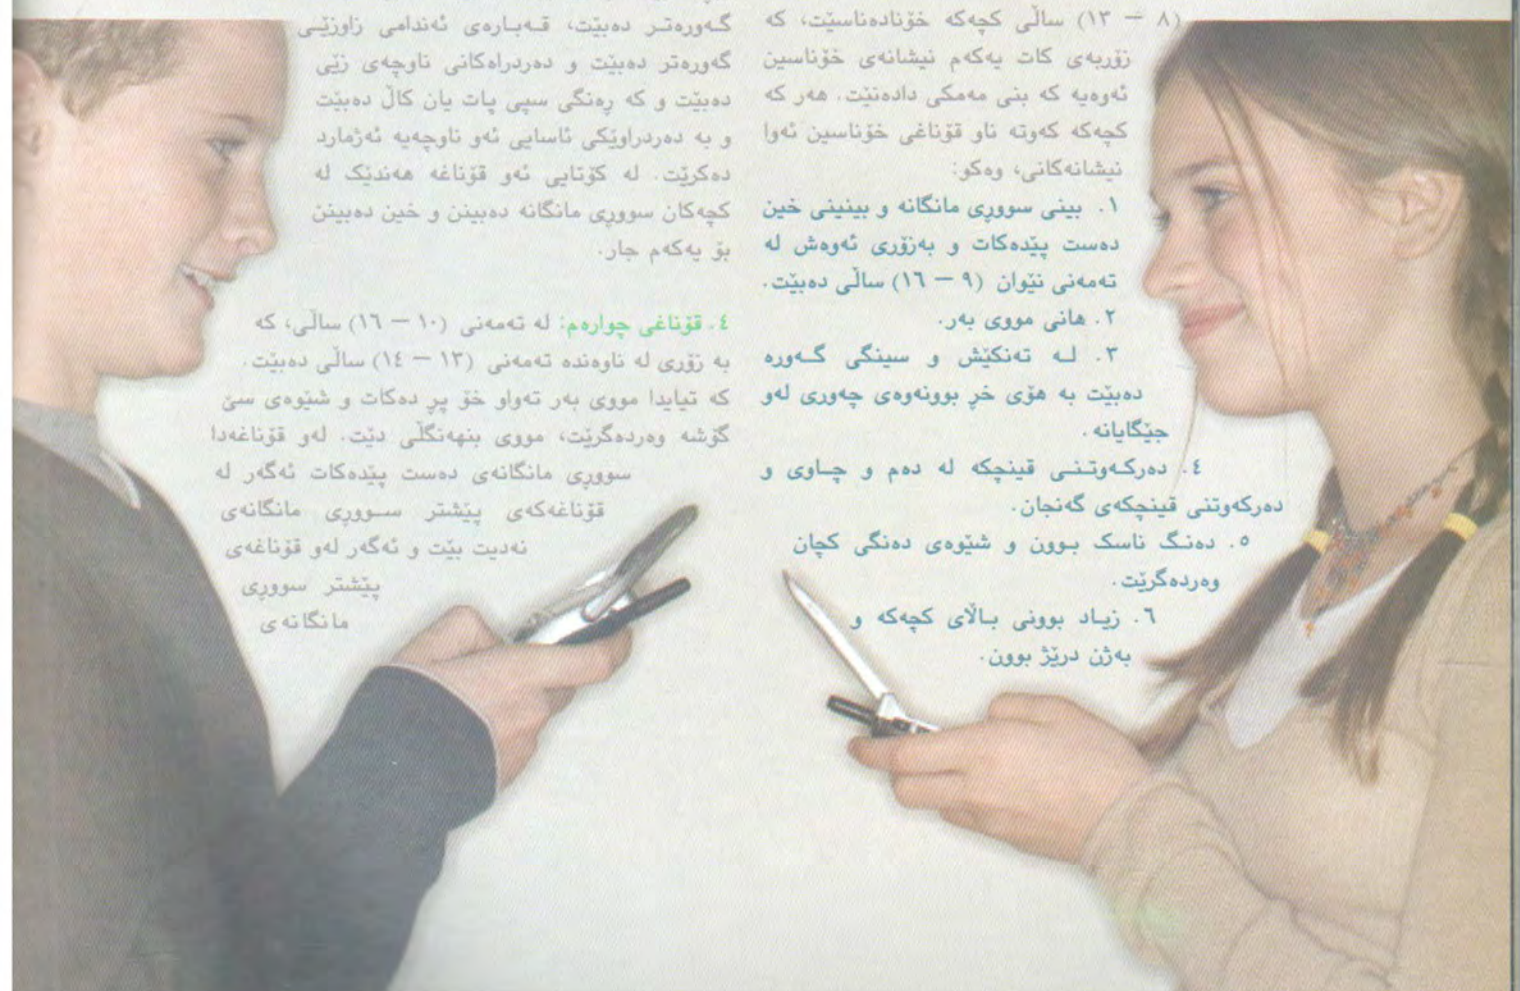 (٨ – ١٣) ساڵی کچەکە خۆنادەناسێت، کە
زۆربەی کات یەکەم نیشانەی خۆناسین
ئەوەیە کە بنی مەمکی دادەنێت. هەر کە
کچەکە کەوتە ناو قۆناغی خۆناسین ئەوا
نیشانەکانی، وەکو:
١. بینی سووڕی مانگانە و بینینی خین
دەست پێدەکات و بەزۆری ئەوەش لە
تەمەنی نێوان (٩ – ١٦) ساڵی دەبێت.
٢. هانی مووی بەر.
٣. لە تەنکێش و سینگی گەورە
دەبێت بە هۆی خڕ بوونەوەی چەوری لەو
جێگایانە.
٤. دەرکەوتنی قینچکە لە دەم و چاوی و
دەرکەوتنی قینچکەی گەنجان.
٥. دەنگ ناسک بوون و شێوەی دەنگی کچان
وەردەگرێت.
٦. زیاد بوونی باڵای کچەکە و
بەژن درێژ بوون.
گەورەتر دەبێت، قەبارەی ئەندامی زاوزێی
گەورەتر دەبێت و دەردراەکانی ناوچەی زێی
دەبێت و کە ڕەنگی سپی پات یان کاڵ دەبێت
و بە دەردراوێکی ئاسایی ئەو ناوچەیە ئەژمارد
دەکرێت. لە کۆتایی ئەو قۆناغە هەندێک لە
کچەکان سووڕی مانگانە دەبینن و خین دەبینن
بۆ یەکەم جار.
٤. قۆناغی چوارەم: لە تەمەنی (١٠ – ١٦) ساڵی، کە
بە زۆری لە ناوەندە تەمەنی (١٣ – ١٤) ساڵی دەبێت.
کە تیایدا مووی بەر تەواو خۆ پڕ دەکات و شێوەی سێ
گۆشە وەردەگرێت، مووی بنهەنگڵی دێت. لەو قۆناغەدا
سووڕی مانگانەی دەست پێدەکات ئەگەر لە
قۆناغەکەی پێشتر سووڕی مانگانەی
نەدیت بێت و ئەگەر لەو قۆناغەی
پێشتر سووڕی
مانگانەی